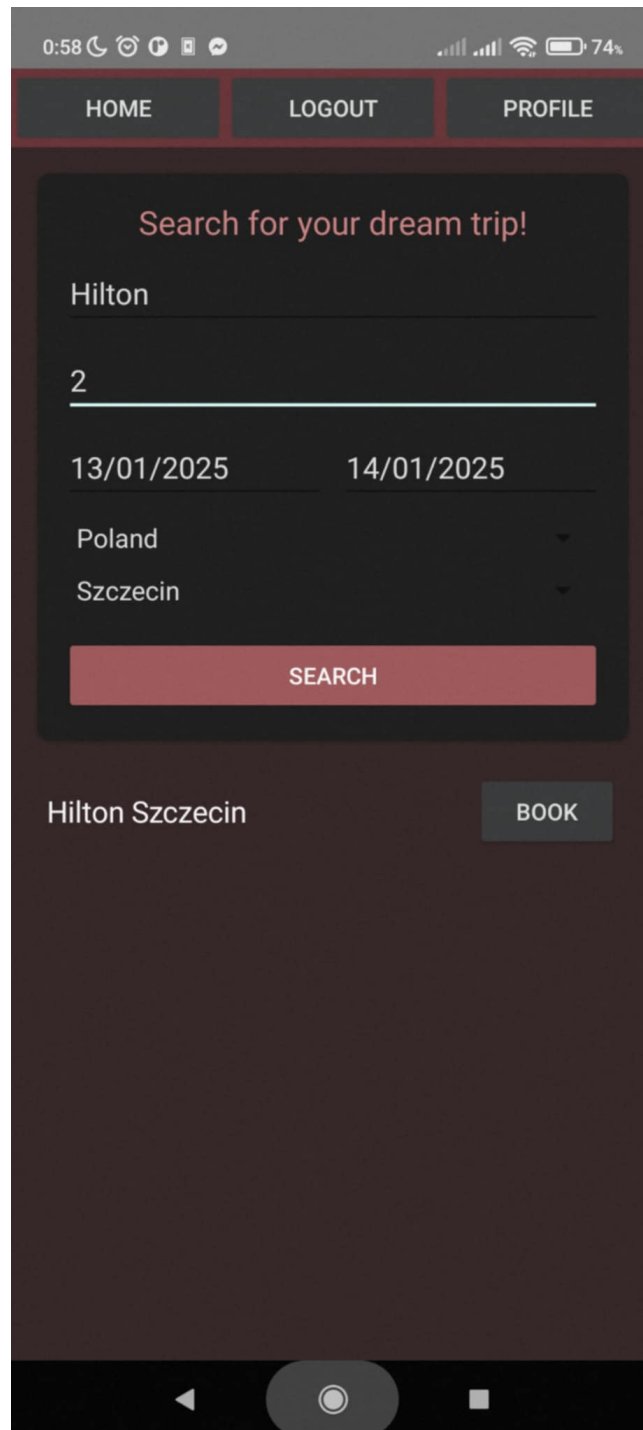 0:58 74%
HOME LOGOUT PROFILE
Search for your dream trip!
Hilton
2
13/01/2025 14/01/2025
Poland
Szczecin
SEARCH
Hilton Szczecin BOOK